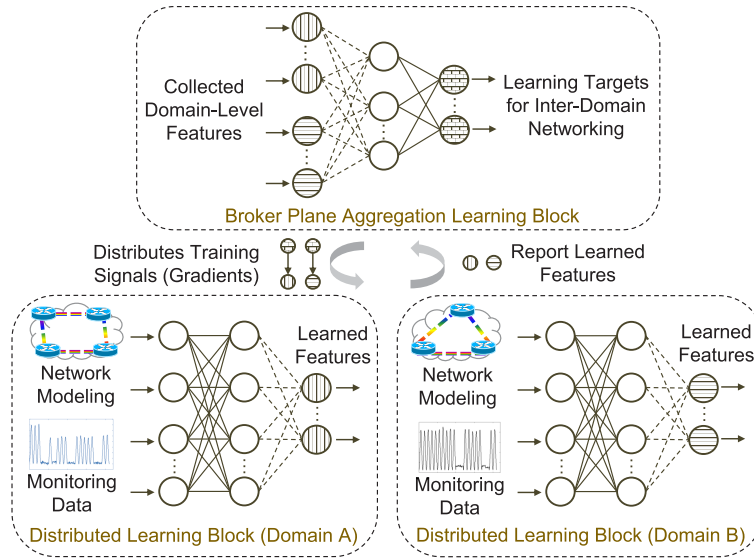 Collected
Domain-Level
Features
Learning Targets
for Inter-Domain
Networking
Broker Plane Aggregation Learning Block
Distributes Training
Signals (Gradients)
Report Learned
Features
Network
Modeling
Monitoring
Data
Learned
Features
Distributed Learning Block (Domain A)
Network
Modeling
Monitoring
Data
Learned
Features
Distributed Learning Block (Domain B)